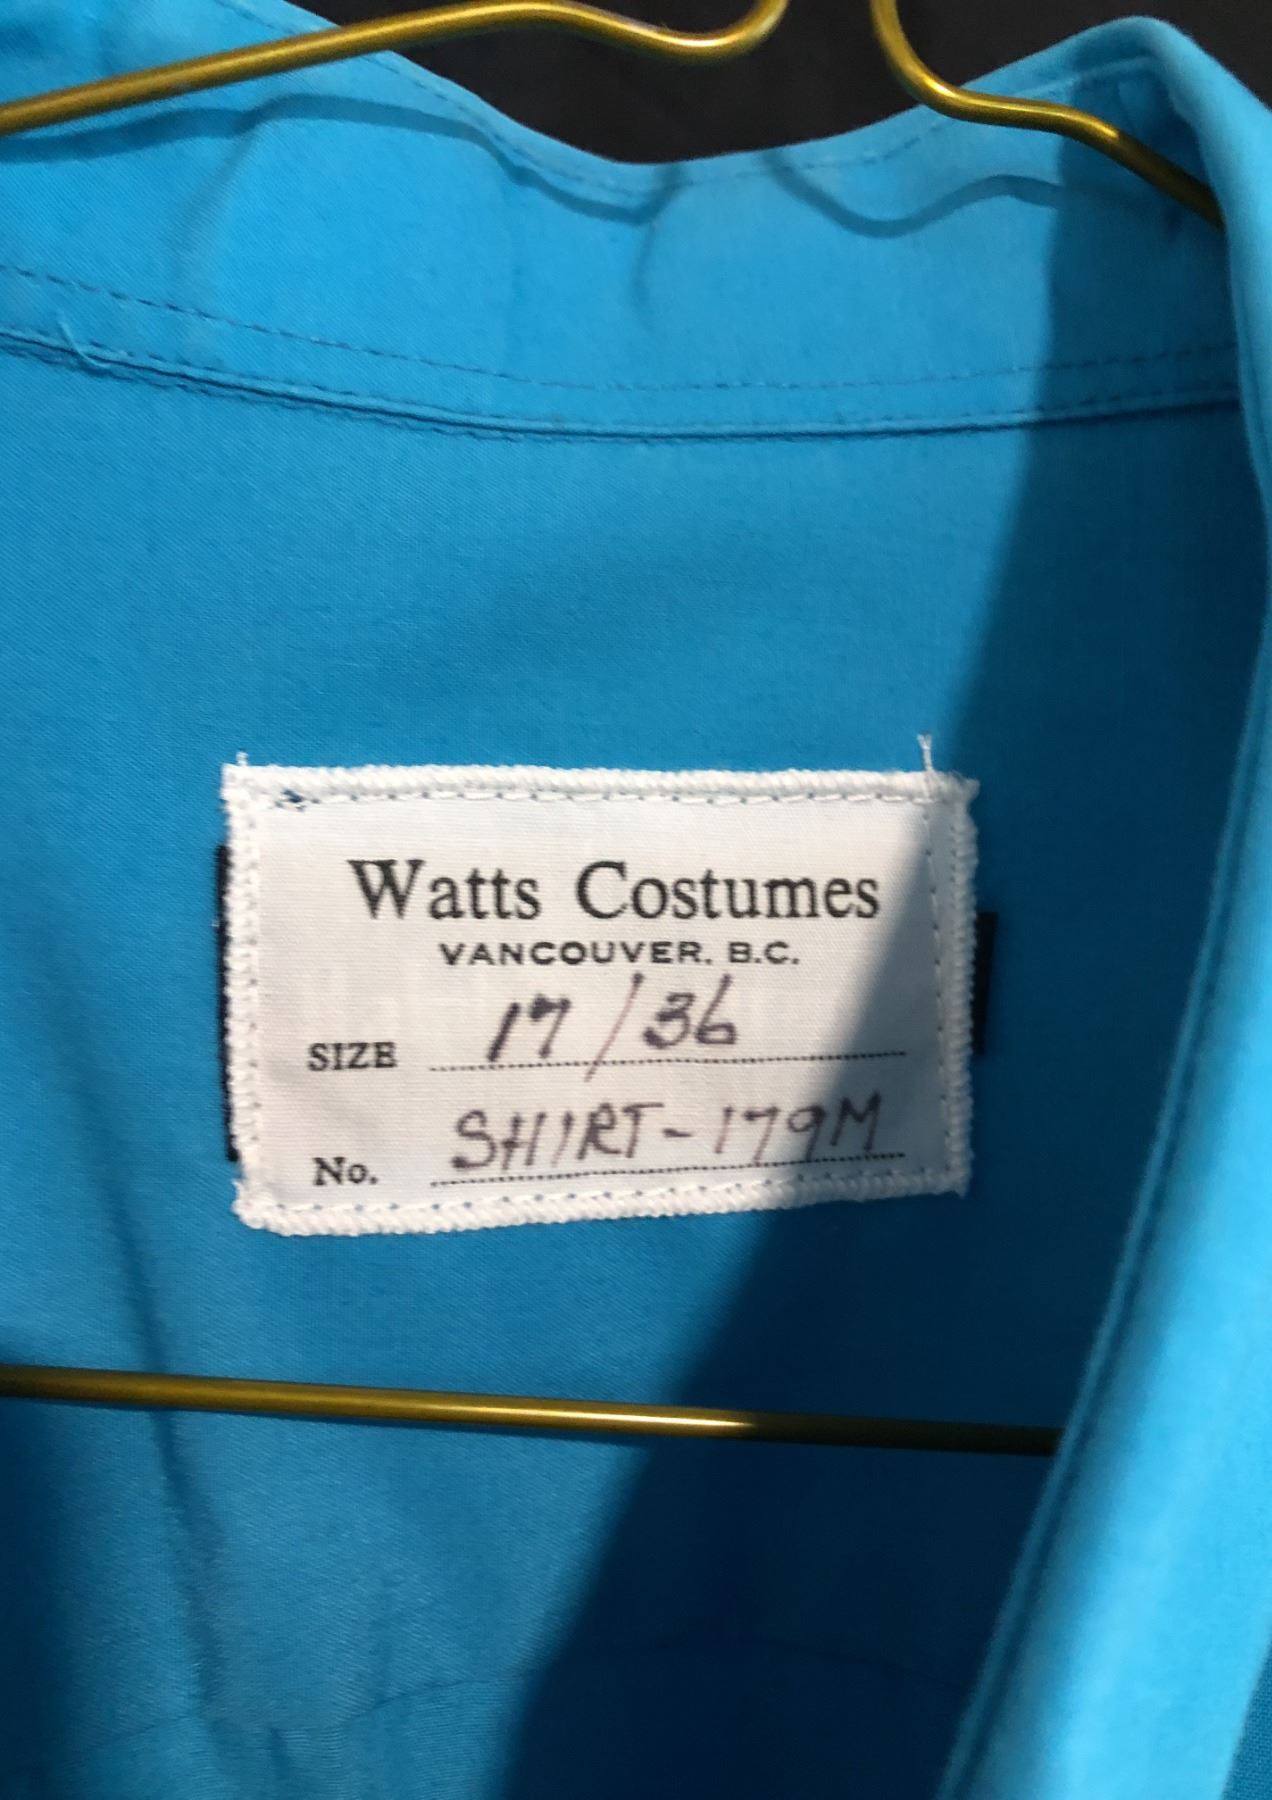 Watts Costumes
VANCOUVER. B.C.
SIZE 17/36
No. SHIRT-179M